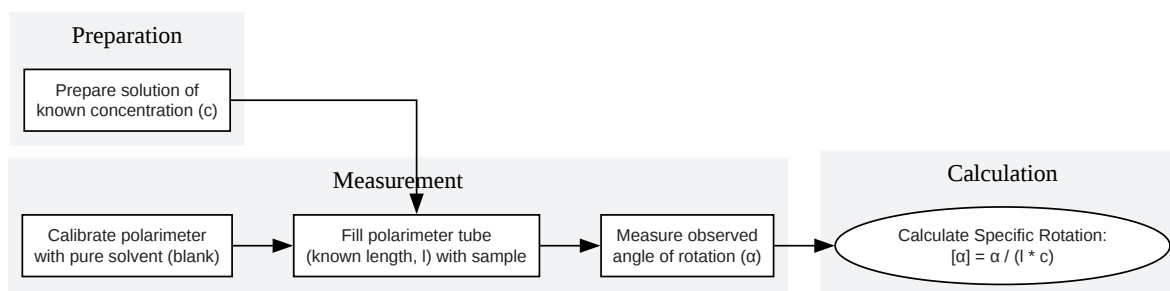 Preparation
Prepare solution of
known concentration (c)
Measurement
Calibrate polarimeter
with pure solvent (blank)
Fill polarimeter tube
(known length, l) with sample
Measure observed
angle of rotation (α)
Calculation
Calculate Specific Rotation:
[α] = α / (l * c)